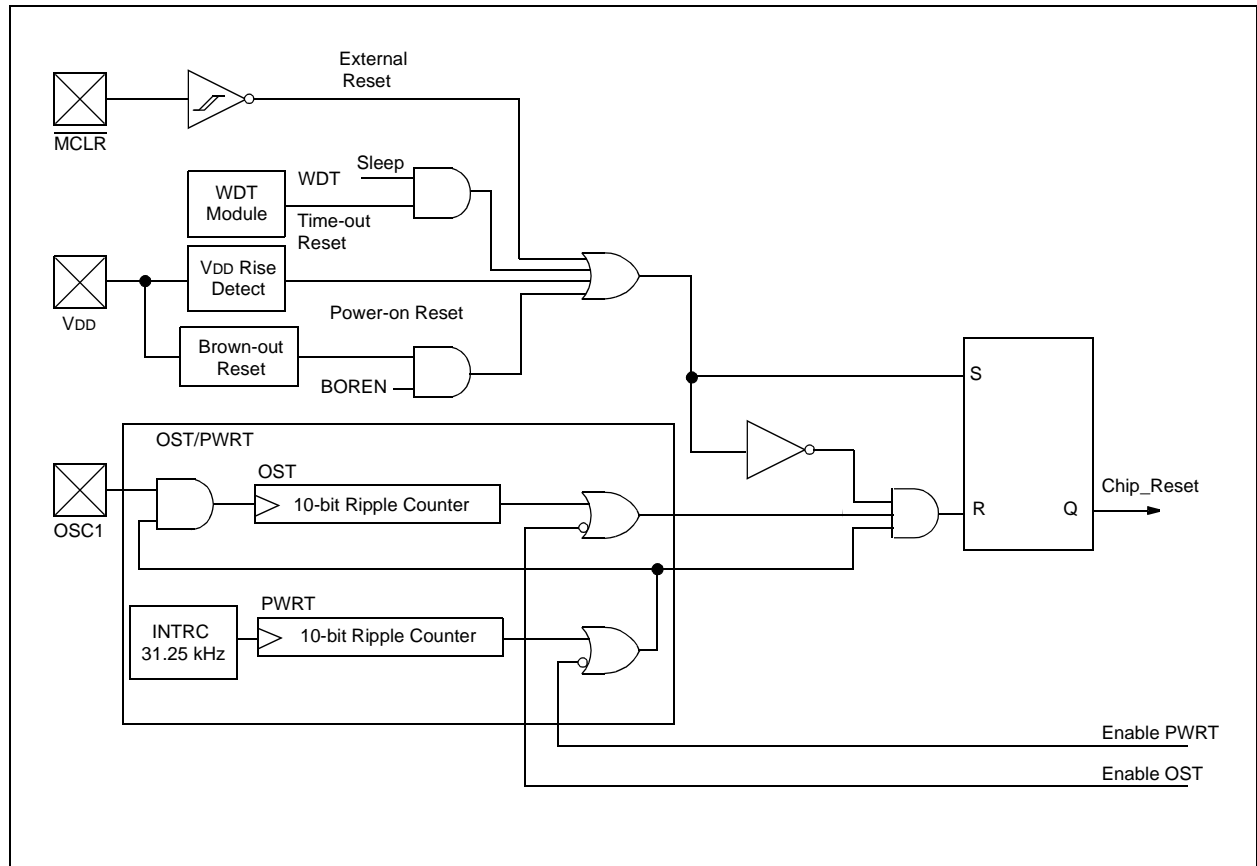 External
Reset
MCLR
Sleep
WDT
WDT
Module
Time-out
Reset
VDD Rise
Detect
VDD
Power-on Reset
Brown-out
Reset
BOREN
OST/PWRT
OST
10-bit Ripple Counter
OSC1
PWRT
INTRC
31.25 kHz
10-bit Ripple Counter
S
R
Q
Chip_Reset
Enable PWRT
Enable OST